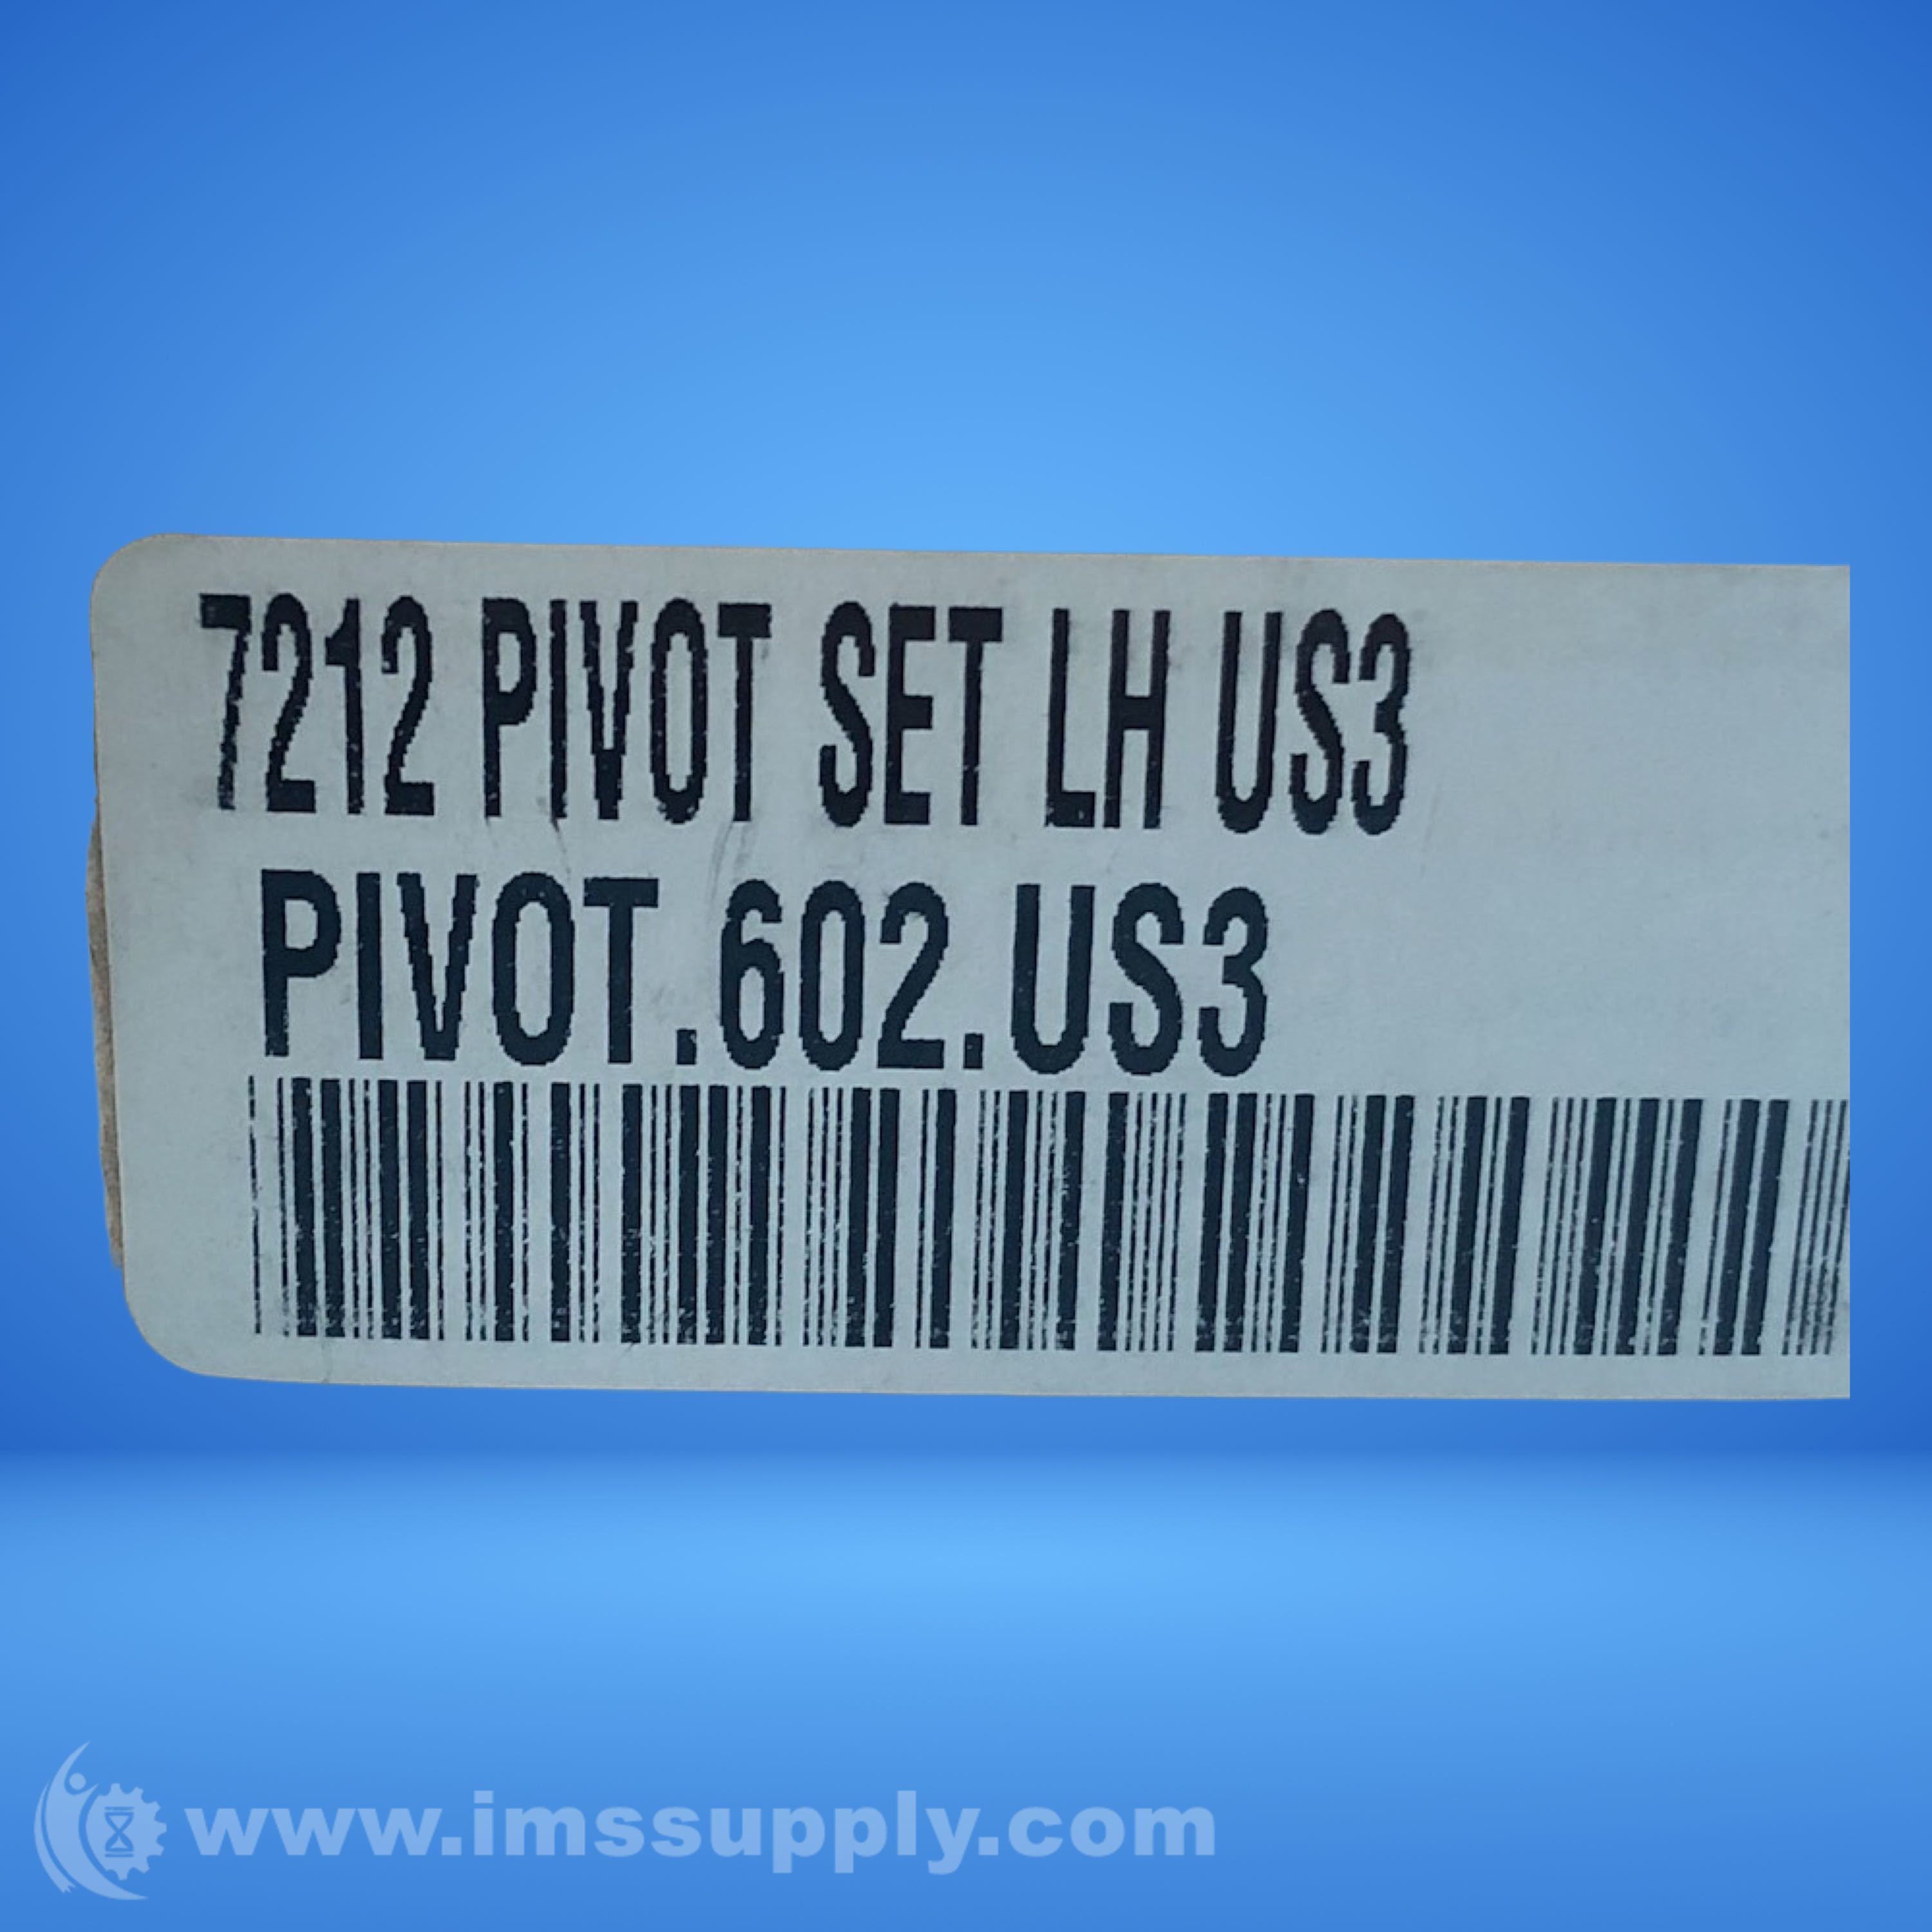 7212 PIVOT SET LH US3
PIVOT.602.US3
www.imssupply.com